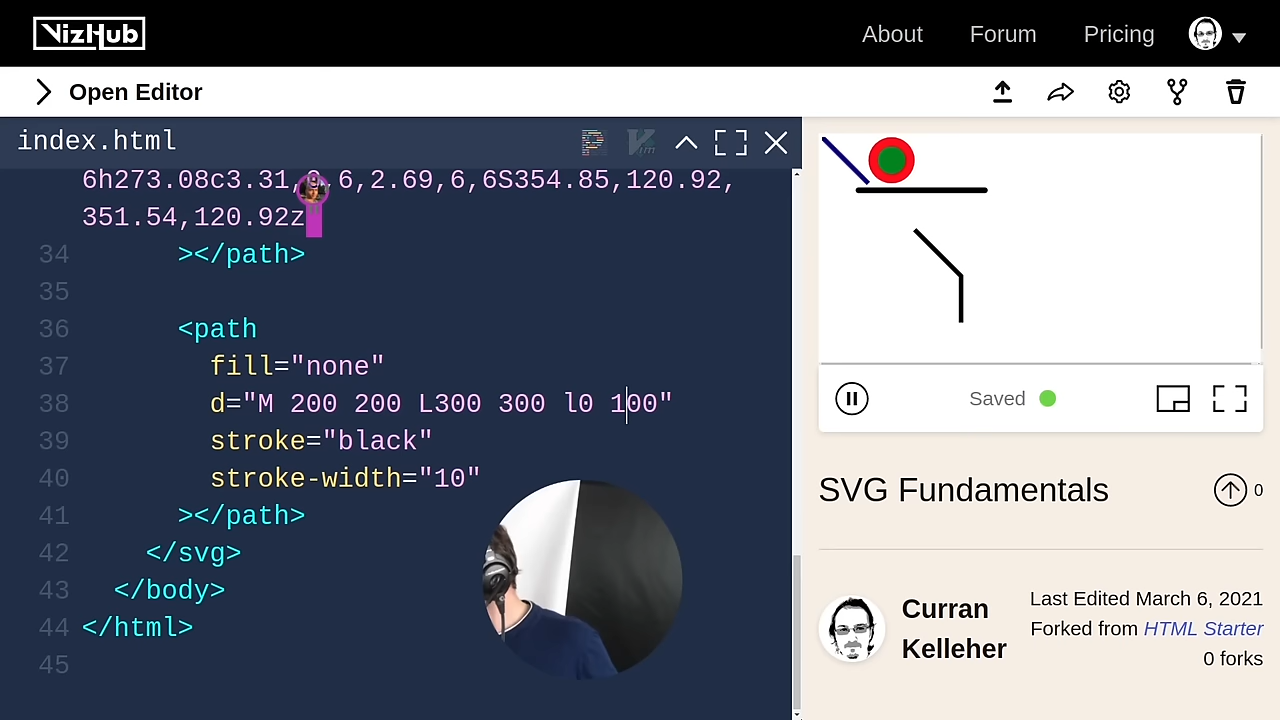 VizHub
About Forum Pricing
Open Editor
index.html
6h273.08c3.31,0,6,2.69,6,6S354.85,120.92,
351.54,120.92z
34 ></path>
35
36 <path
37 fill="none"
38 d="M 200 200 L300 300 l0 100"
39 stroke="black"
40 stroke-width="10"
41 ></path>
42 </svg>
43 </body>
44 </html>
45
Saved
SVG Fundamentals
0
Curran
Kelleher
Last Edited March 6, 2021
Forked from HTML Starter
0 forks